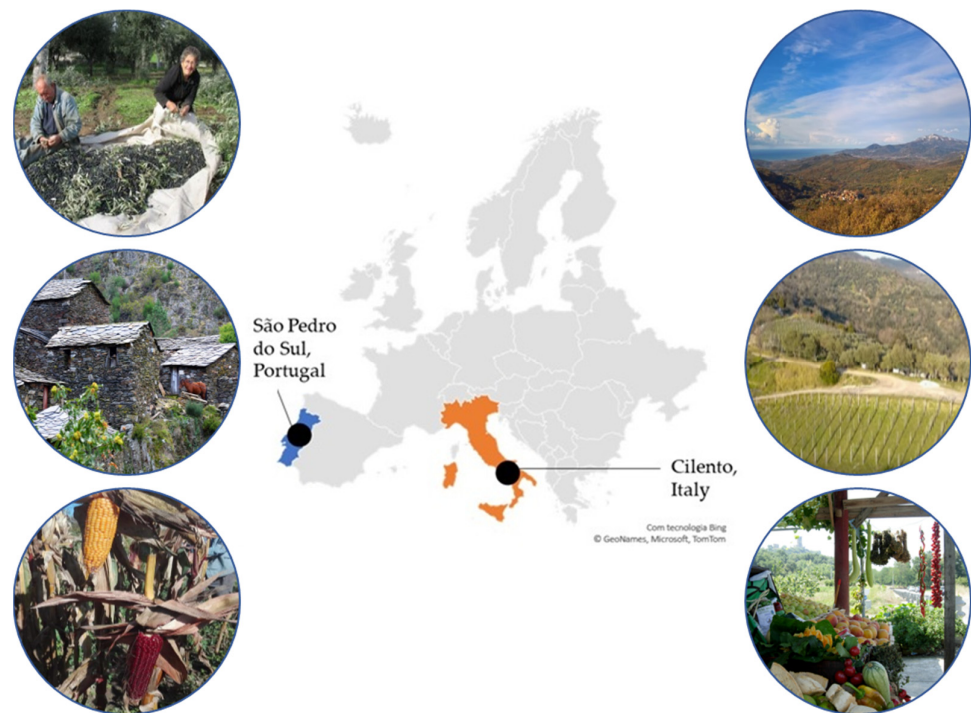 São Pedro
do Sul,
Portugal
Cilento,
Italy
Com tecnologia Bing
© GeoNames, Microsoft, TomTom